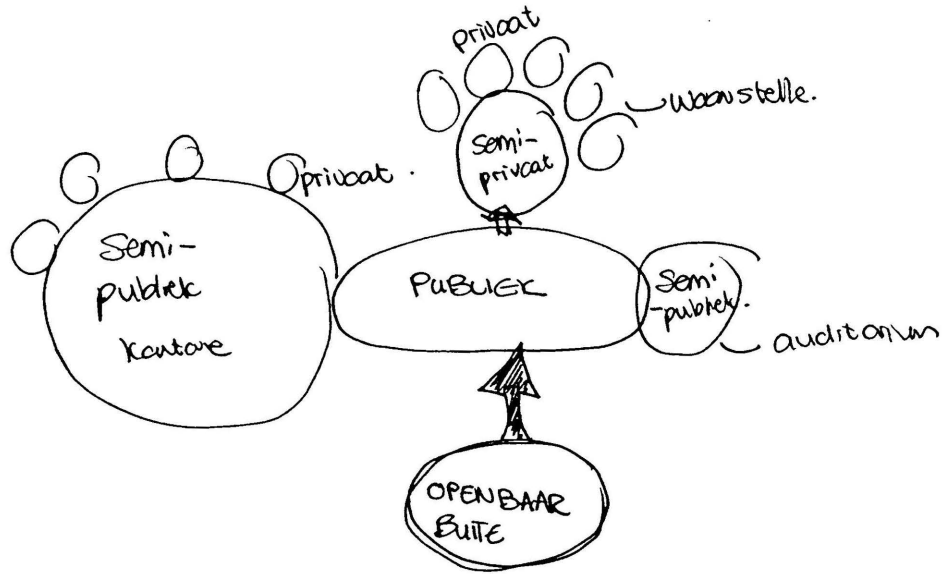 privaat
woonstelle.
Semi-
privaat
privaat.
Semi-
publiek
kantore
PUBLIEK
Semi
-publiek.
auditorium
OPENBAAR
BUITE